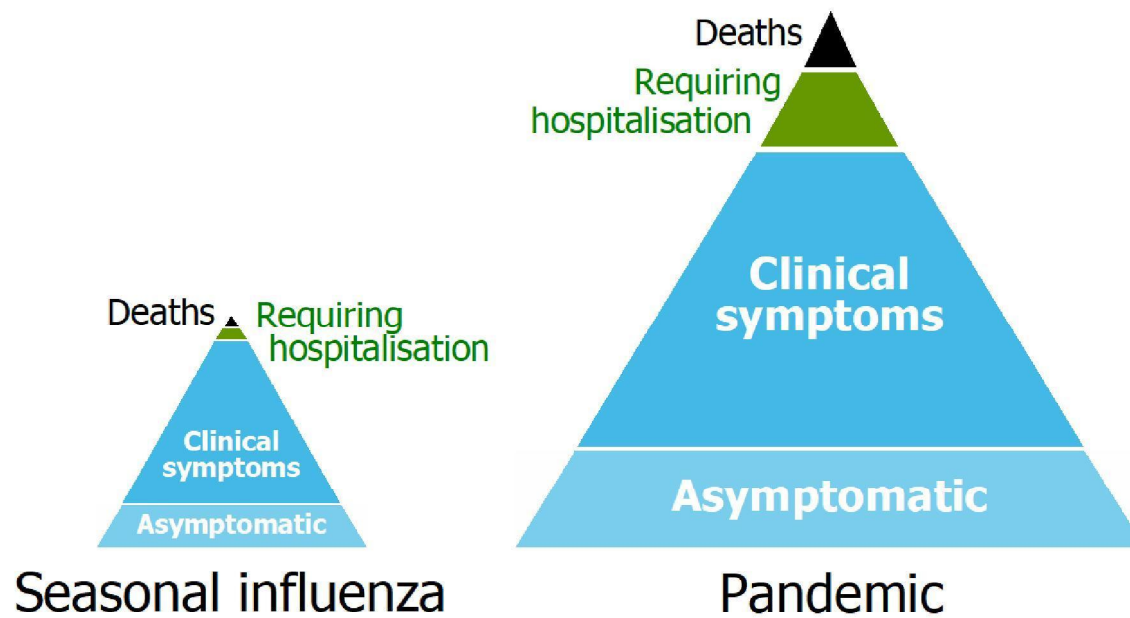 Deaths
Requiring
hospitalisation
Clinical
symptoms
Asymptomatic
Seasonal influenza
Deaths
Requiring
hospitalisation
Clinical
symptoms
Asymptomatic
Pandemic